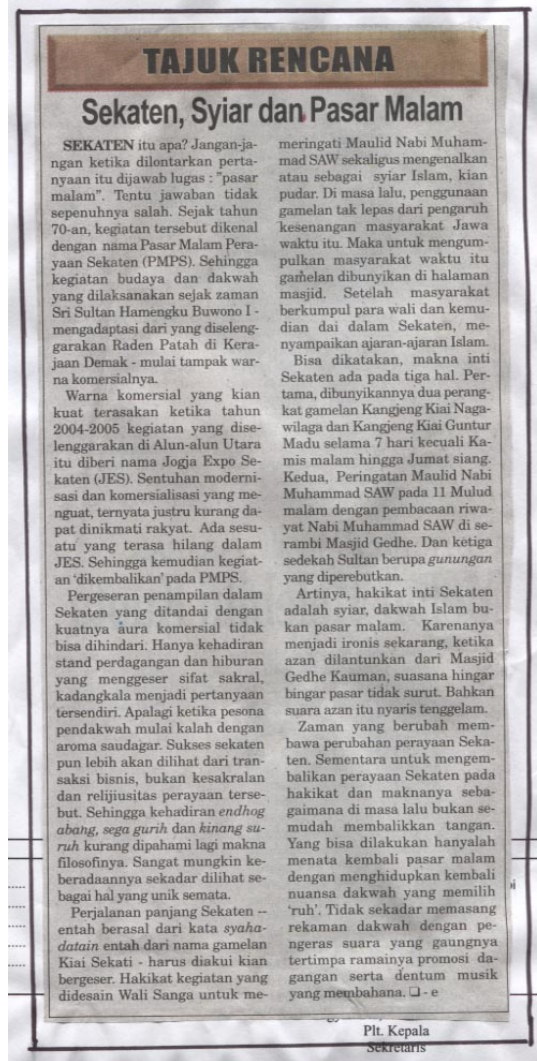 TAJUK RENCANA
Sekaten, Syiar dan Pasar Malam
SEKATEN itu apa? Jangan-ja-
ngan ketika dilontarkan perta-
nyaan itu dijawab lugas : "pasar
malam". Tentu jawaban tidak
sepenuhnya salah. Sejak tahun
70-an, kegiatan tersebut dikenal
dengan nama Pasar Malam Pera-
yaan Sekaten (PMPS). Sehingga
kegiatan budaya dan dakwah
yang dilaksanakan sejak zaman
Sri Sultan Hamengku Buwono I -
mengadaptasi dari yang diseleng-
garakan Raden Patah di Kera-
jaan Demak - mulai tampak war-
na komersialnya.
Warna komersial yang kian
kuat terasakan ketika tahun
2004-2005 kegiatan yang dise-
lenggarakan di Alun-alun Utara
itu diberi nama Jogja Expo Se-
katen (JES). Sentuhan moderni-
sasi dan komersialisasi yang me-
nguat, ternyata justru kurang da-
pat dinikmati rakyat. Ada sesu-
atu yang terasa hilang dalam
JES. Sehingga kemudian kegiat-
an 'dikembalikan' pada PMPS.
Pergeseran penampilan dalam
Sekaten yang ditandai dengan
kuatnya aura komersial tidak
bisa dihindari. Hanya kehadiran
stand perdagangan dan hiburan
yang menggeser sifat sakral,
kadangkala menjadi pertanyaan
tersendiri. Apalagi ketika pesona
pendakwah mulai kalah dengan
aroma saudagar. Sukses sekaten
pun lebih akan dilihat dari tran-
saksi bisnis, bukan kesakralan
dan relijiusitas perayaan terse-
but. Sehingga kehadiran endhog
abang, sega gurih dan kinang su-
ruh kurang dipahami lagi makna
filosofinya. Sangat mungkin ke-
beradaannya sekadar dilihat se-
bagai hal yang unik semata.
Perjalanan panjang Sekaten --
entah berasal dari kata syaha-
datain entah dari nama gamelan
Kiai Sekati - harus diakui kian
bergeser. Hakikat kegiatan yang
didesain Wali Sanga untuk me-
meringati Maulid Nabi Muham-
mad SAW sekaligus mengenalkan
atau sebagai syiar Islam, kian
pudar. Di masa lalu, penggunaan
gamelan tak lepas dari pengaruh
kesenangan masyarakat Jawa
waktu itu. Maka untuk mengum-
pulkan masyarakat waktu itu
gamelan dibunyikan di halaman
masjid. Setelah masyarakat
berkumpul para wali dan kemu-
dian dai dalam Sekaten, me-
nyampaikan ajaran-ajaran Islam.
Bisa dikatakan, makna inti
Sekaten ada pada tiga hal. Per-
tama, dibunyikannya dua perang-
kat gamelan Kangjeng Kiai Naga-
wilaga dan Kangjeng Kiai Guntur
Madu selama 7 hari kecuali Ka-
mis malam hingga Jumat siang.
Kedua, Peringatan Maulid Nabi
Muhammad SAW pada 11 Mulud
malam dengan pembacaan riwa-
yat Nabi Muhammad SAW di se-
rambi Masjid Gedhe. Dan ketiga
sedekah Sultan berupa gunungan
yang diperebutkan.
Artinya, hakikat inti Sekaten
adalah syiar, dakwah Islam bu-
kan pasar malam. Karenanya
menjadi ironis sekarang, ketika
azan dilantunkan dari Masjid
Gedhe Kauman, suasana hingar
bingar pasar tidak surut. Bahkan
suara azan itu nyaris tenggelam.
Zaman yang berubah mem-
bawa perubahan perayaan Seka-
ten. Sementara untuk mengem-
balikan perayaan Sekaten pada
hakikat dan maknanya seba-
gaimana di masa lalu bukan se-
mudah membalikkan tangan.
Yang bisa dilakukan hanyalah
menata kembali pasar malam
dengan menghidupkan kembali
nuansa dakwah yang memilih
'ruh'. Tidak sekadar memasang
rekaman dakwah dengan pe-
ngeras suara yang gaungnya
tertimpa ramainya promosi da-
gangan serta dentum musik
yang membahana. ❑ - e
Plt. Kepala
Sekretaris